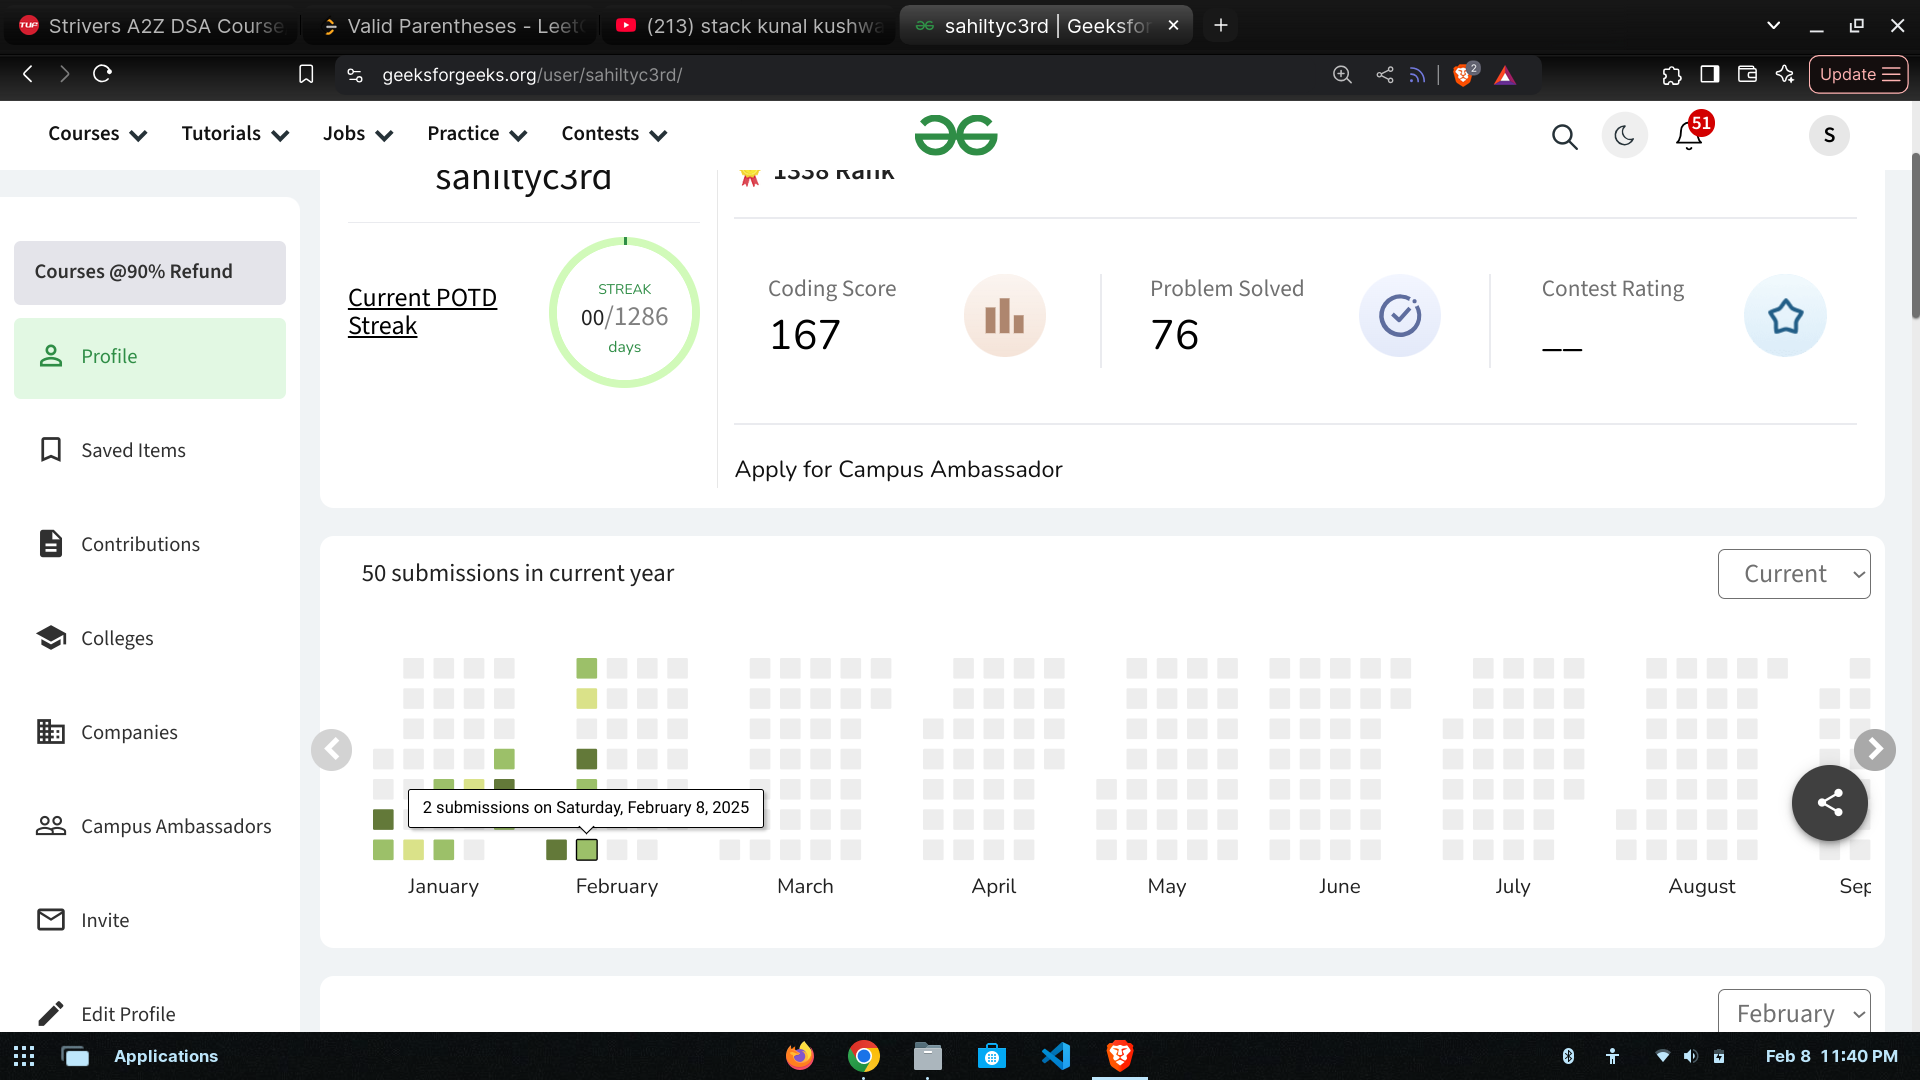 Strivers A2Z DSA Course
Valid Parentheses - Leet
(213) stack kunal kushwa
sahiltyc3rd | Geeksfor
geeksforgeeks.org/user/sahiltyc3rd/
2
Update
Courses
Tutorials
Jobs
Practice
Contests
51
S
sahiltyc3rd
1338 Rank
Courses @90% Refund
Profile
Saved Items
Contributions
Colleges
Companies
Campus Ambassadors
Invite
Edit Profile
Current POTD
Streak
STREAK
00/1286
days
Coding Score
167
Problem Solved
76
Contest Rating
__
Apply for Campus Ambassador
50 submissions in current year
Current
2 submissions on Saturday, February 8, 2025
January
February
March
April
May
June
July
August
Sep
February
Applications
Feb 8 11:40 PM